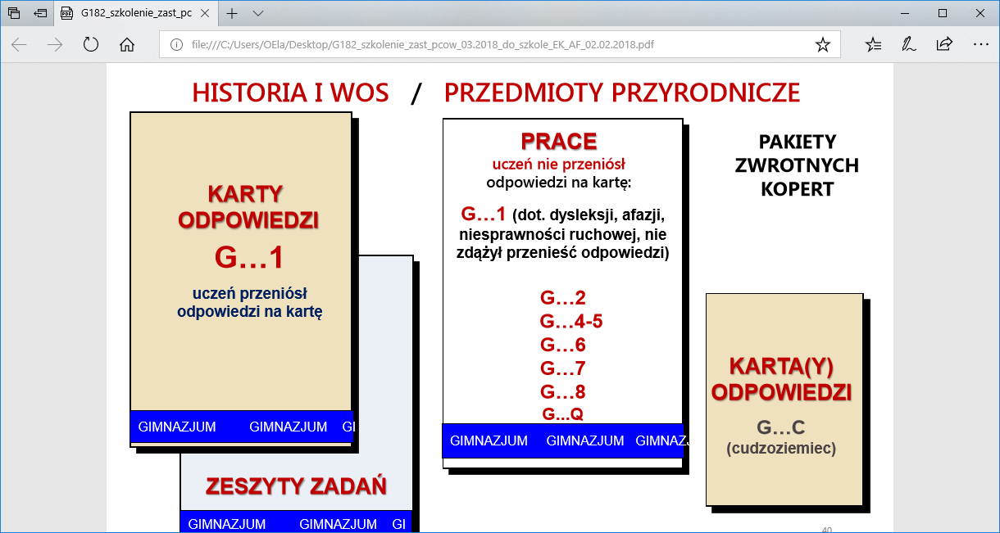 G182_szkolenie_zast_pc
file:///C:/Users/OEla/Desktop/G182_szkolenie_zast_pcow_03.2018_do_szkole_EK_AF_02.02.2018.pdf
HISTORIA I WOS / PRZEDMIOTY PRZYRODNICZE
KARTY
ODPOWIEDZI
G...1
uczeń przeniósł
odpowiedzi na kartę
GIMNAZJUM GIMNAZJUM GI
ZESZYTY ZADAŃ
GIMNAZJUM GIMNAZJUM GI
PRACE
uczeń nie przeniósł
odpowiedzi na kartę:
G...1 (dot. dysleksji, afazji,
niesprawności ruchowej, nie
zdążył przenieść odpowiedzi)
G...2
G...4-5
G...6
G...7
G...8
G...Q
GIMNAZJUM GIMNAZJUM GIMNAZJ
PAKIETY
ZWROTNYCH
KOPERT
KARTA(Y)
ODPOWIEDZI
G...C
(cudzoziemiec)
40